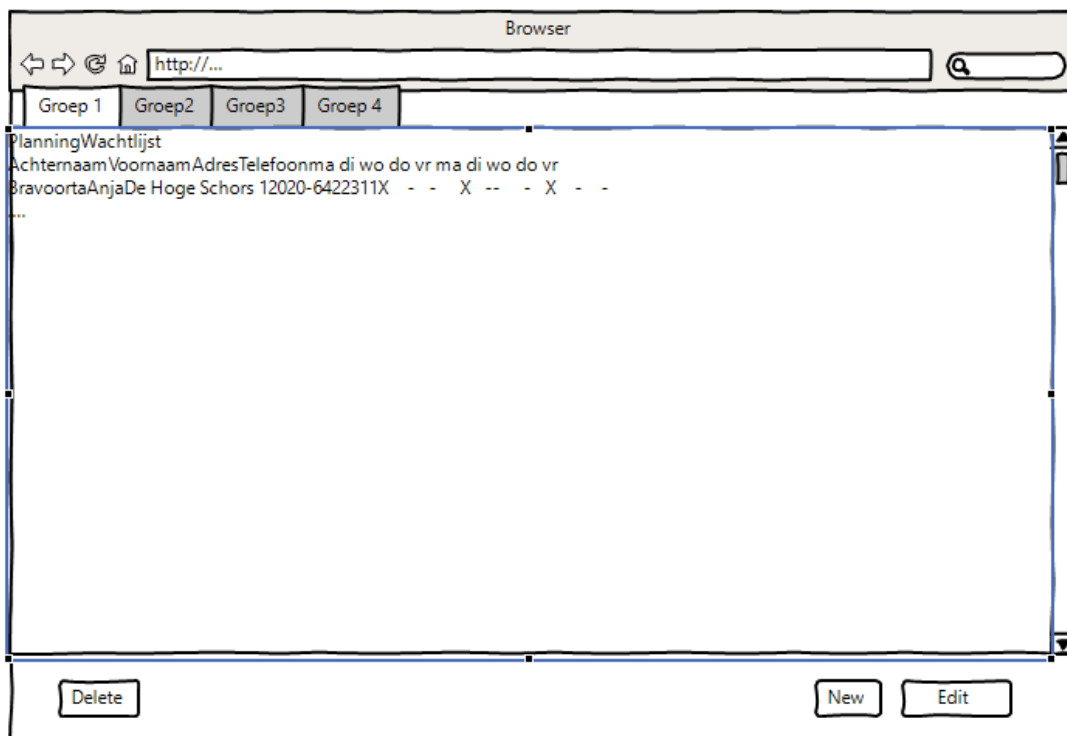 Browser
http://...
Groep 1 Groep2 Groep3 Groep 4
PlanningWachtlijst
AchternaamVoornaamAdresTelefoonma di wo do vr ma di wo do vr
BravoortaAnjaDe Hoge Schors 12020-6422311X - - X -- - X - -
....
Delete New Edit